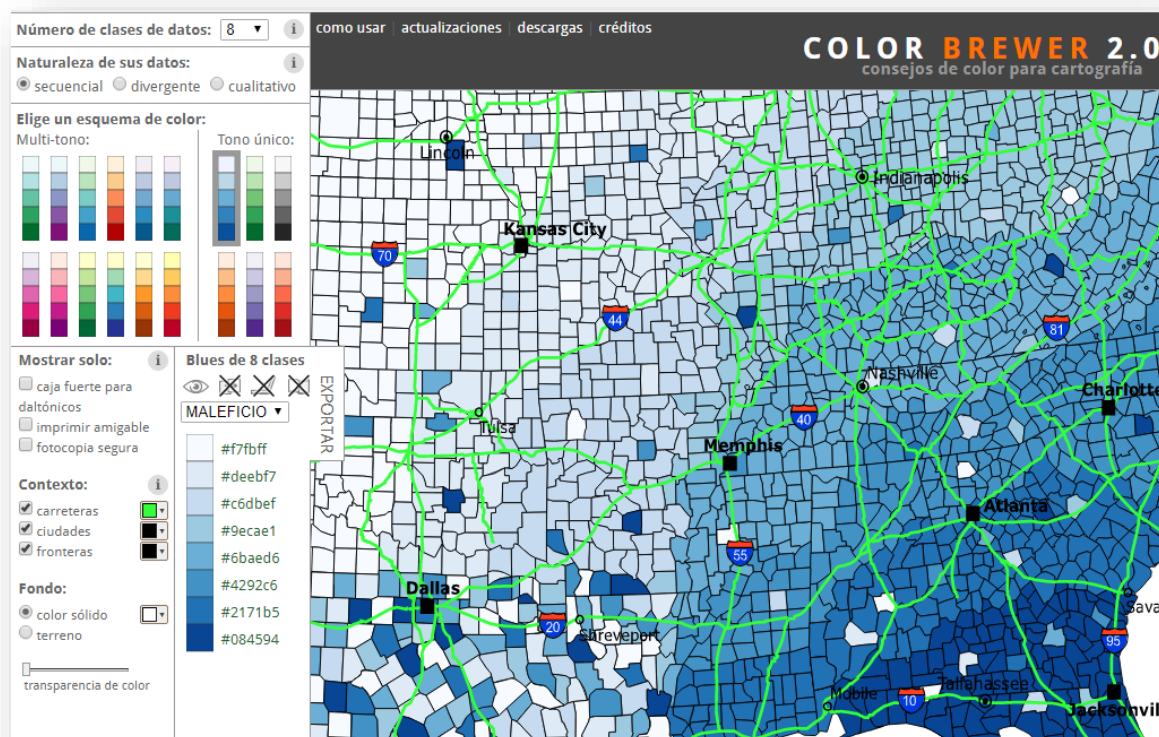 Número de clases de datos: 8 i
como usar | actualizaciones | descargas | créditos
COLOR BREWER 2.0
consejos de color para cartografía
Naturaleza de sus datos: i
secuencial divergente cualitativo
Elige un esquema de color:
Multi-tono: Tono único:
Mostrar solo: i
caja fuerte para
daltónicos
imprimir amigable
fotocopia segura
Contexto: i
carreteras
ciudades
fronteras
Fondo:
color sólido
terreno
transparencia de color
Blues de 8 clases
MALEFICIO
EXPORTAR
#f7fbff
#deebf7
#c6dbef
#9ecae1
#6baed6
#4292c6
#2171b5
#084594
Lincoln
Indianapolis
Kansas City
70
44
81
Nashville
Charlotte
Tulsa
40
Memphis
Atlanta
55
Dallas
20
Shreveport
Sava
95
Tallahassee
Mobile
10
Jacksonvil